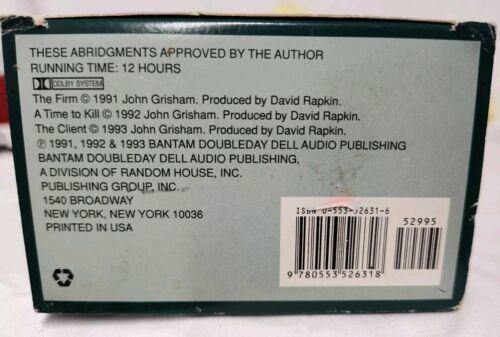 THESE ABRIDGMENTS APPROVED BY THE AUTHOR
RUNNING TIME: 12 HOURS
DOLBY SYSTEM
The Firm © 1991 John Grisham. Produced by David Rapkin.
A Time to Kill © 1992 John Grisham. Produced by David Rapkin.
The Client © 1993 John Grisham. Produced by David Rapkin.
℗ 1991, 1992 & 1993 BANTAM DOUBLEDAY DELL AUDIO PUBLISHING
BANTAM DOUBLEDAY DELL AUDIO PUBLISHING,
A DIVISION OF RANDOM HOUSE, INC.
PUBLISHING GROUP, INC.
1540 BROADWAY
NEW YORK, NEW YORK 10036
PRINTED IN USA
ISBN 0-553-52631-6
52995
9 780553 526318